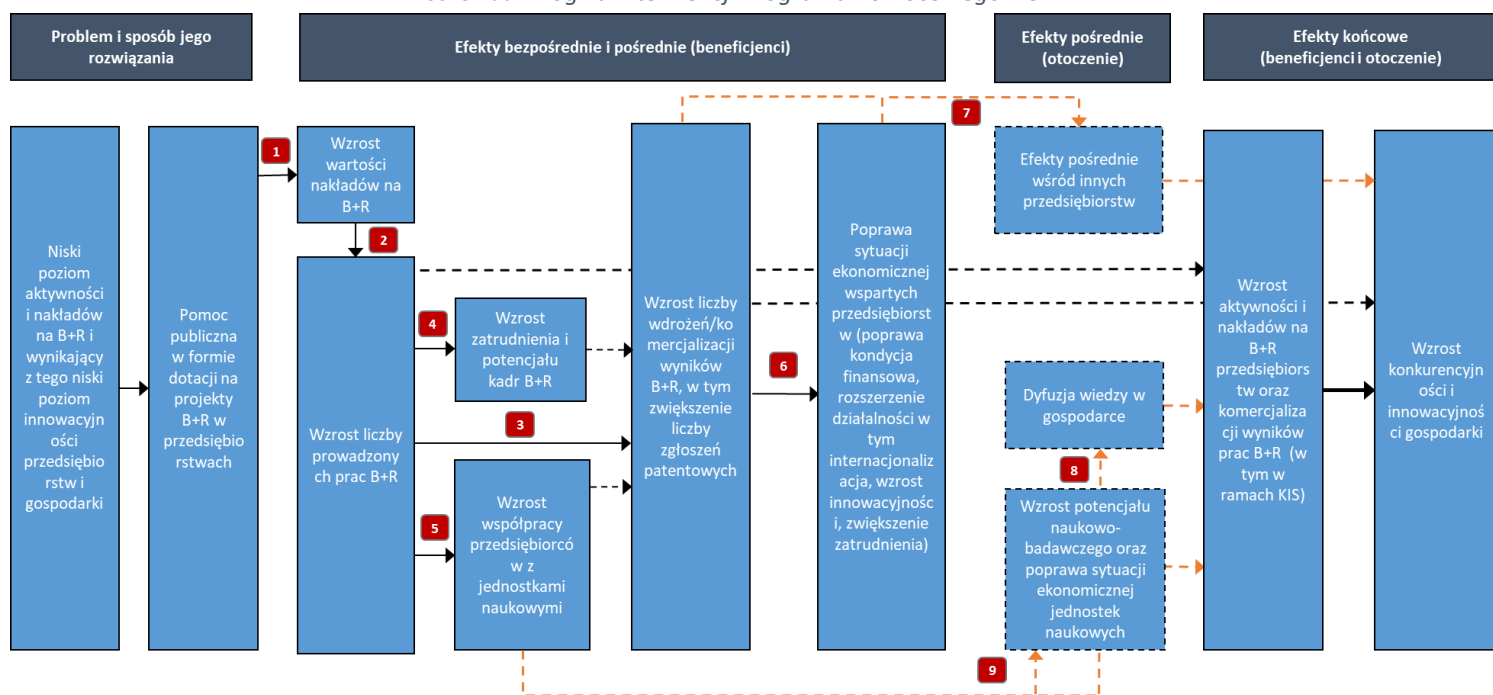 Problem i sposób jego
rozwiązania
Efekty bezpośrednie i pośrednie (beneficjenci)
Efekty pośrednie
(otoczenie)
Efekty końcowe
(beneficjenci i otoczenie)
Niski
poziom
aktywności
i nakładów
na B+R i
wynikający
z tego niski
poziom
innowacyjn
ości
przedsiębio
rstw i
gospodarki
Pomoc
publiczna
w formie
dotacji na
projekty
B+R w
przedsiębio
rstwach
1
Wzrost
wartości
nakładów na
B+R
2
Wzrost liczby
prowadzony
ch prac B+R
4
Wzrost
zatrudnienia i
potencjału
kadr B+R
3
5
Wzrost
współpracy
przedsiębiorcó
w z
jednostkami
naukowymi
Wzrost liczby
wdrożeń/ko
mercjalizacji
wyników
B+R, w tym
zwiększenie
liczby
zgłoszeń
patentowych
6
Poprawa
sytuacji
ekonomicznej
wspartych
przedsiębiorst
w (poprawa
kondycja
finansowa,
rozszerzenie
działalności w
tym
internacjonaliz
acja, wzrost
innowacyjnośc
i, zwiększenie
zatrudnienia)
7
Efekty pośrednie
wśród innych
przedsiębiorstw
Dyfuzja wiedzy w
gospodarce
8
Wzrost potencjału
naukowo-
badawczego oraz
poprawa sytuacji
ekonomicznej
jednostek
naukowych
9
Wzrost
aktywności i
nakładów na
B+R
przedsiębiors
tw oraz
komercjaliza
cji wyników
prac B+R (w
tym w
ramach KIS)
Wzrost
konkurencyjn
ości i
innowacyjnoś
ci gospodarki